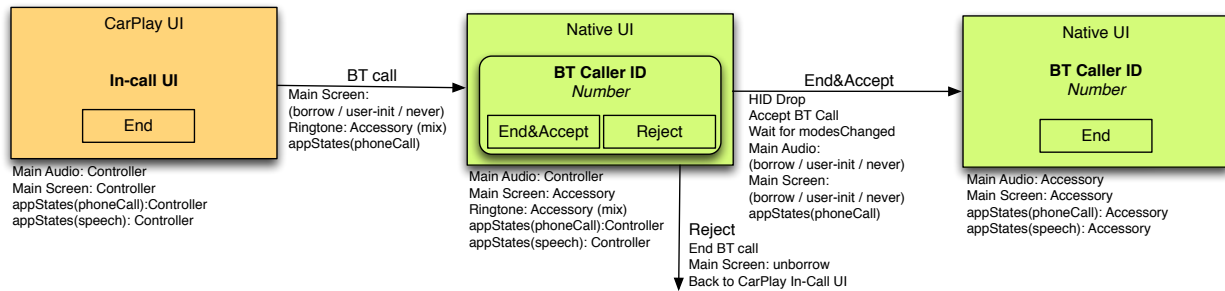 CarPlay UI
In-call UI
End
Main Audio: Controller
Main Screen: Controller
appStates(phoneCall):Controller
appStates(speech): Controller
BT call
Main Screen:
(borrow / user-init / never)
Ringtone: Accessory (mix)
appStates(phoneCall)
Native UI
BT Caller ID
Number
End&Accept
Reject
Main Audio: Controller
Main Screen: Accessory
Ringtone: Accessory (mix)
appStates(phoneCall):Controller
appStates(speech): Controller
Reject
End BT call
Main Screen: unborrow
Back to CarPlay In-Call UI
End&Accept
HID Drop
Accept BT Call
Wait for modesChanged
Main Audio:
(borrow / user-init / never)
Main Screen:
(borrow / user-init / never)
appStates(phoneCall)
Native UI
BT Caller ID
Number
End
Main Audio: Accessory
Main Screen: Accessory
appStates(phoneCall): Accessory
appStates(speech): Accessory